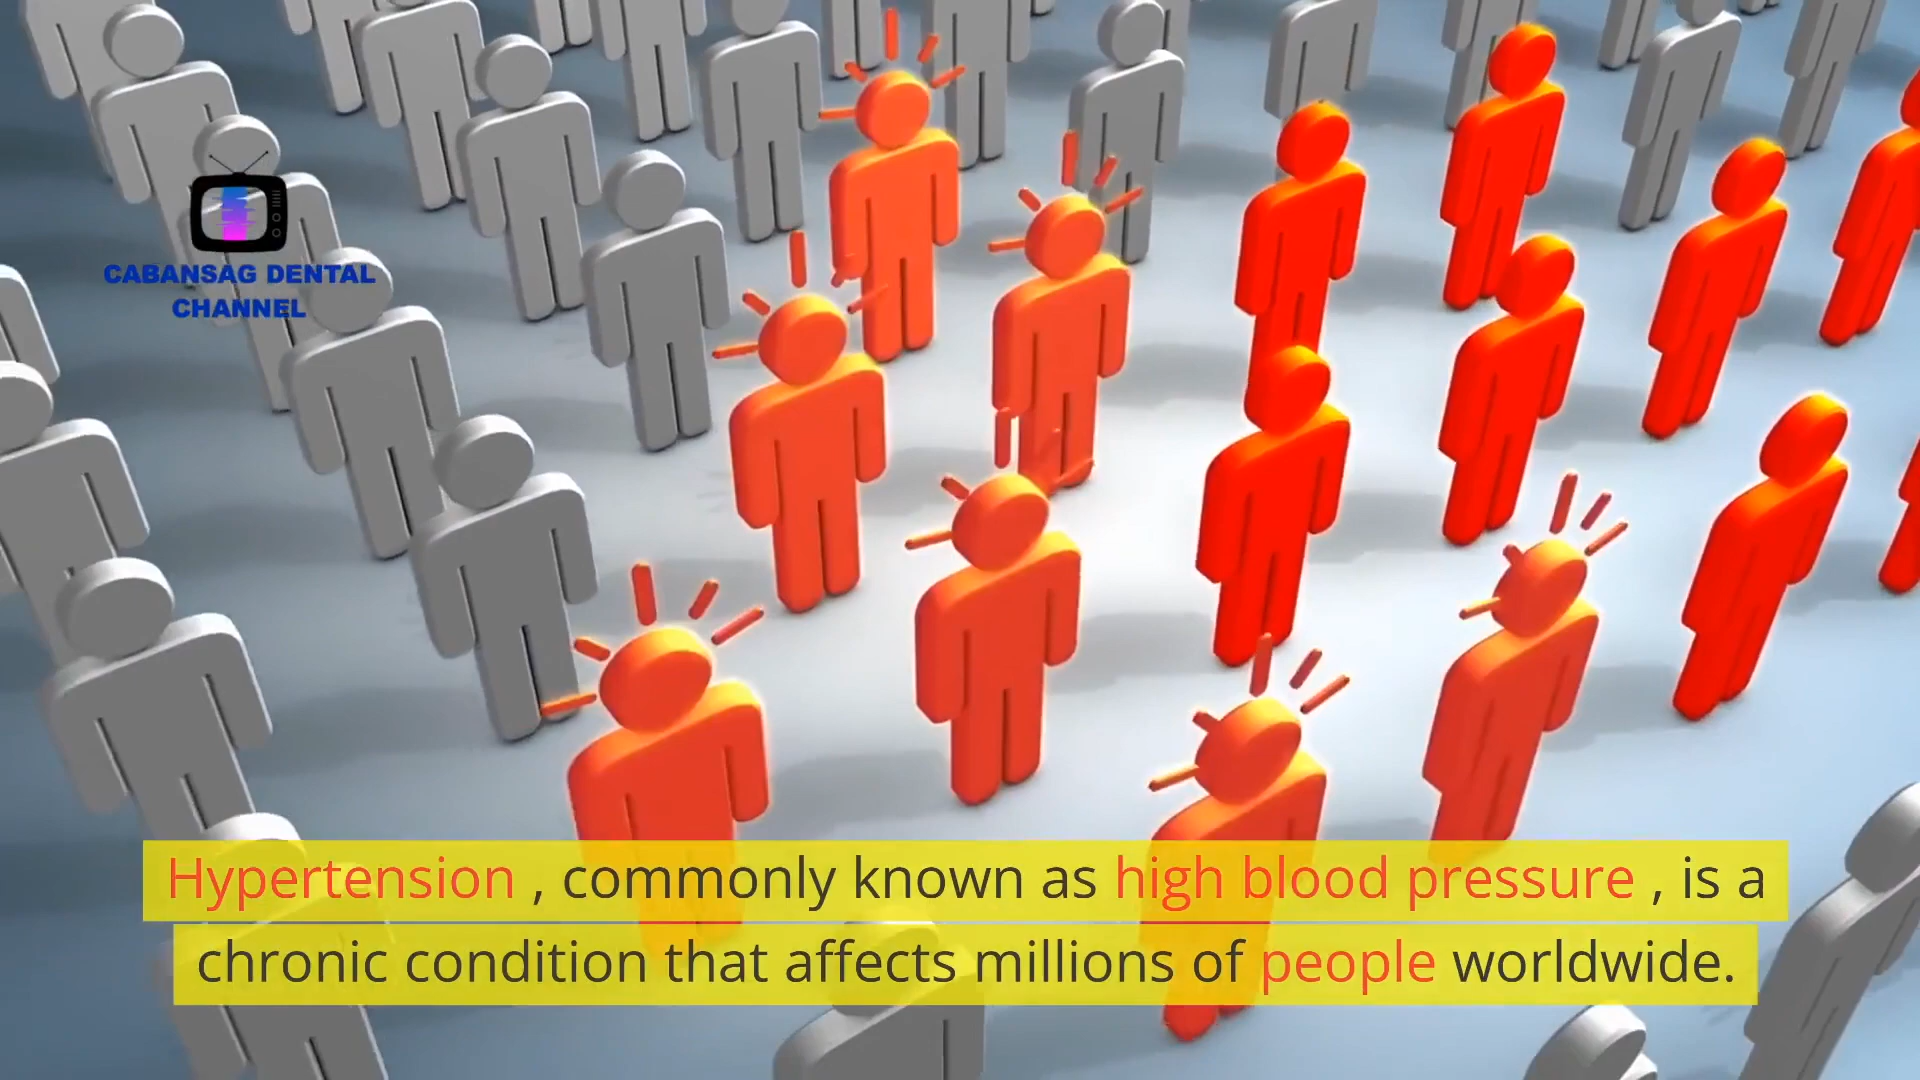 CABANSAG DENTAL
CHANNEL
Hypertension , commonly known as high blood pressure , is a
chronic condition that affects millions of people worldwide.